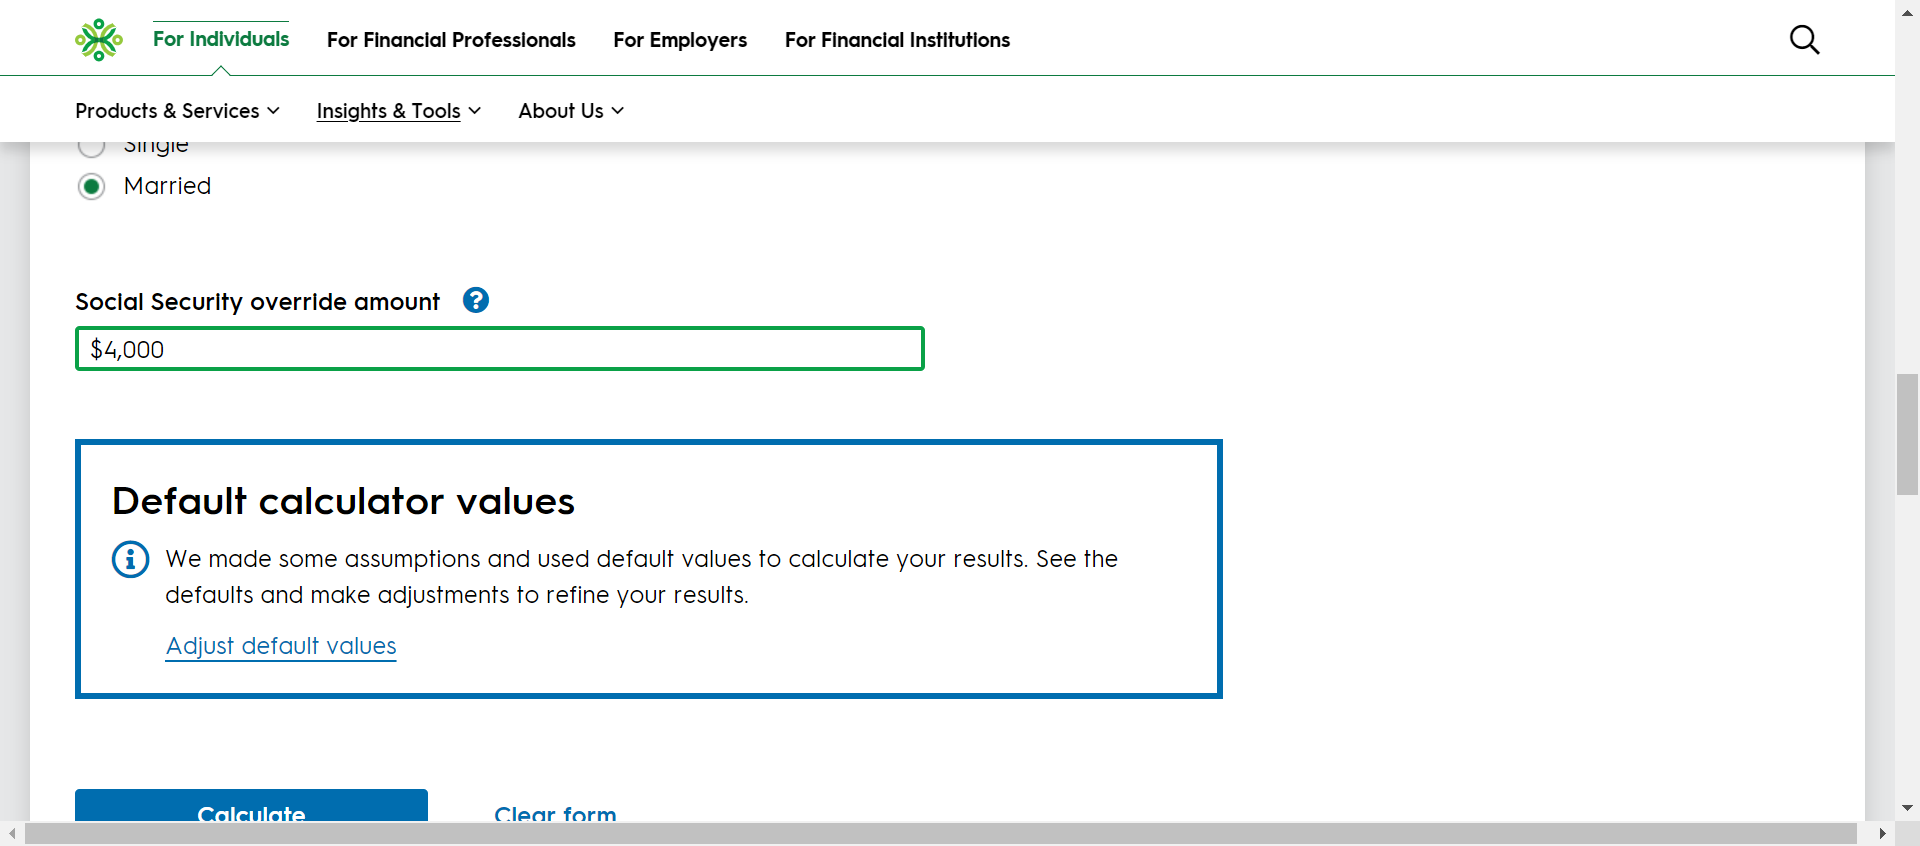 For Individuals For Financial Professionals For Employers For Financial Institutions
Products & Services Insights & Tools About Us
Single
Married
Social Security override amount ?
$4,000
Default calculator values
We made some assumptions and used default values to calculate your results. See the
defaults and make adjustments to refine your results.
Adjust default values
Calculate Clear form